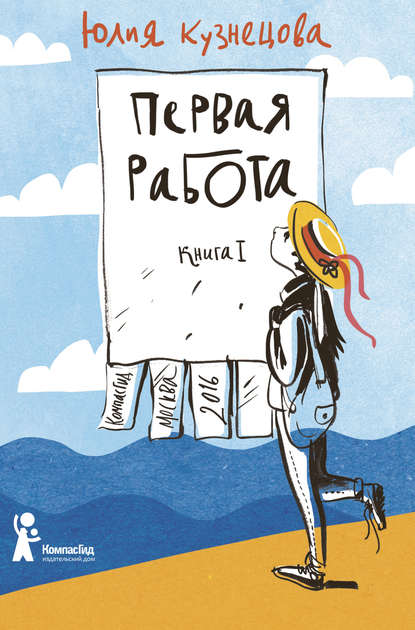 Юлия Кузнецова
Первая
работа
Книга I
КомпасГид
Москва
2016
КомпасГид
издательский дом